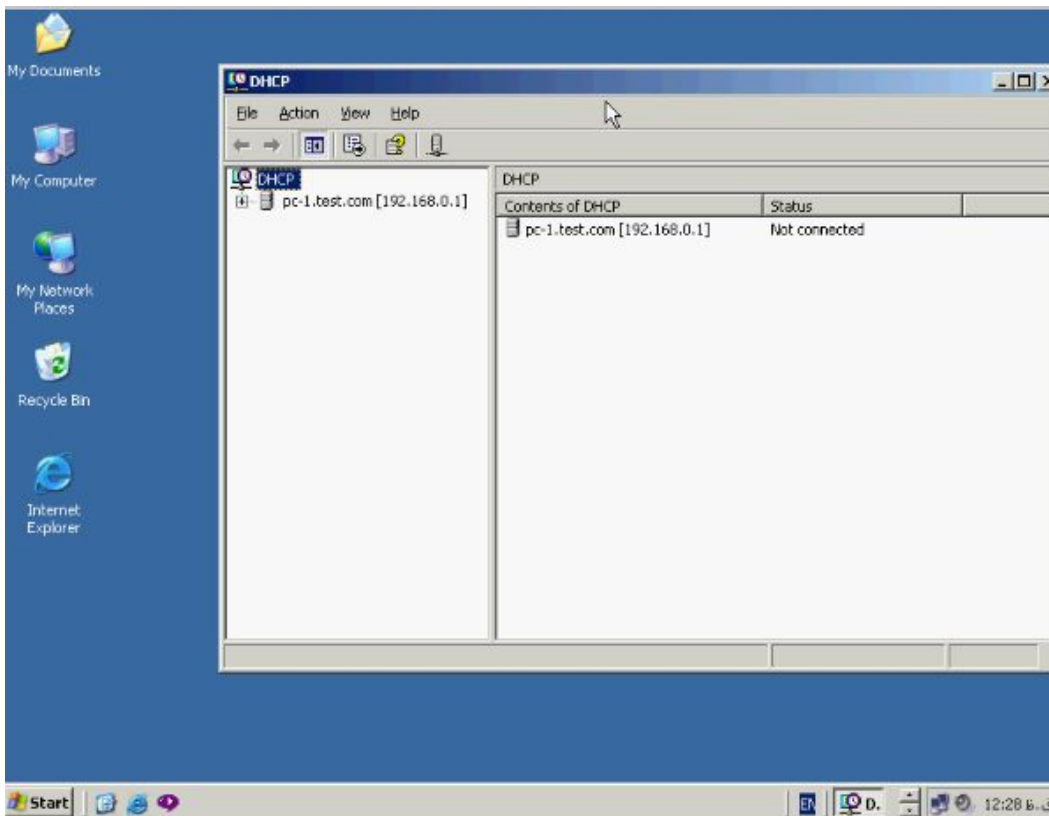 My Documents
My Computer
My Network
Places
Recycle Bin
Internet
Explorer
DHCP
File Action View Help
DHCP
pc-1.test.com [192.168.0.1]
DHCP
Contents of DHCP Status
pc-1.test.com [192.168.0.1] Not connected
Start
EN
D.
12:28